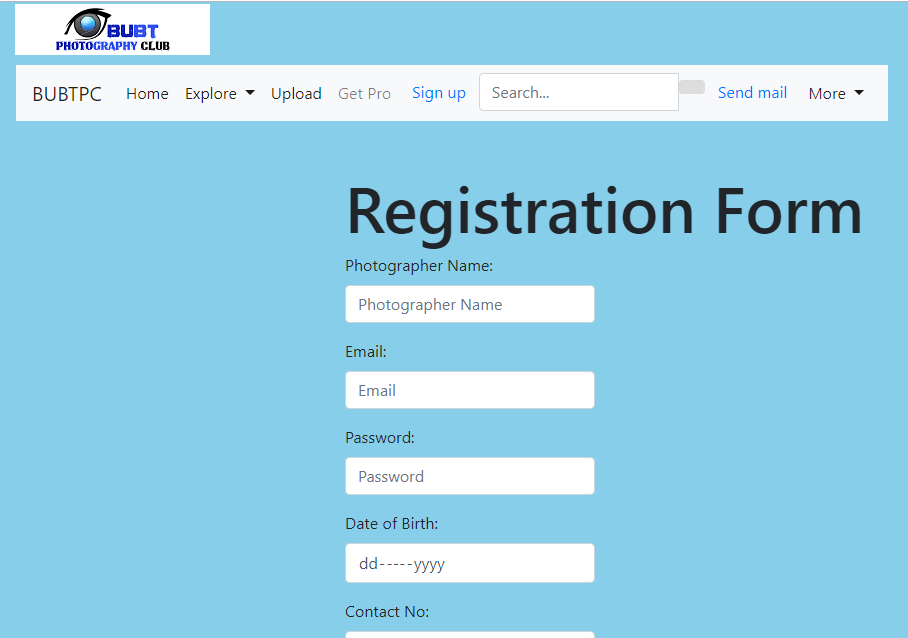 BUBT
PHOTOGRAPHY CLUB
BUBTPC Home Explore Upload Get Pro Sign up Search... Send mail More
Registration Form
Photographer Name:
Photographer Name
Email:
Email
Password:
Password
Date of Birth:
dd-----yyyy
Contact No: